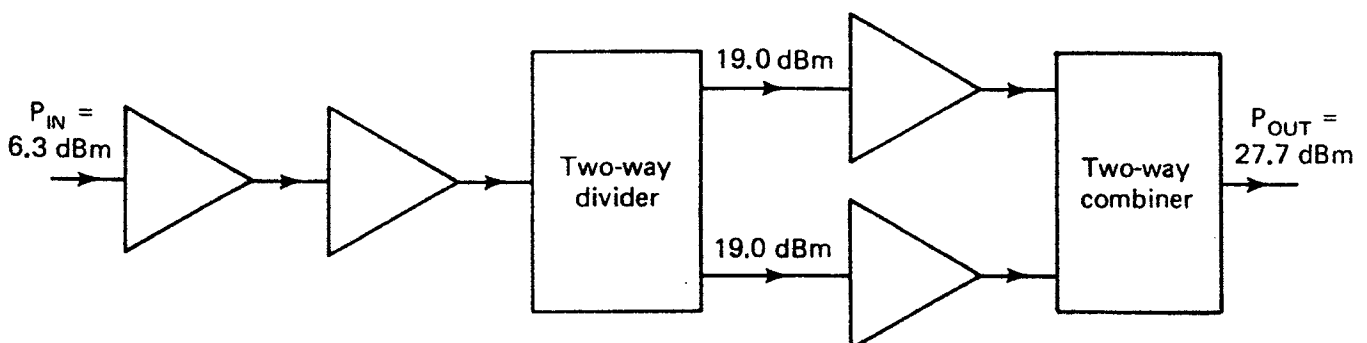 P_IN =
6.3 dBm
Two-way
divider
19.0 dBm
19.0 dBm
Two-way
combiner
P_OUT =
27.7 dBm